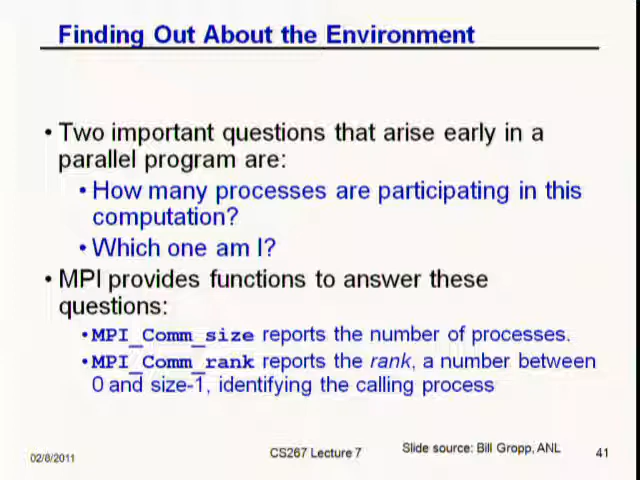 Finding Out About the Environment
• Two important questions that arise early in a
parallel program are:
• How many processes are participating in this
computation?
• Which one am I?
• MPI provides functions to answer these
questions:
• MPI_Comm_size reports the number of processes.
• MPI_Comm_rank reports the rank, a number between
0 and size-1, identifying the calling process
02/8/2011
CS267 Lecture 7
Slide source: Bill Gropp, ANL
41